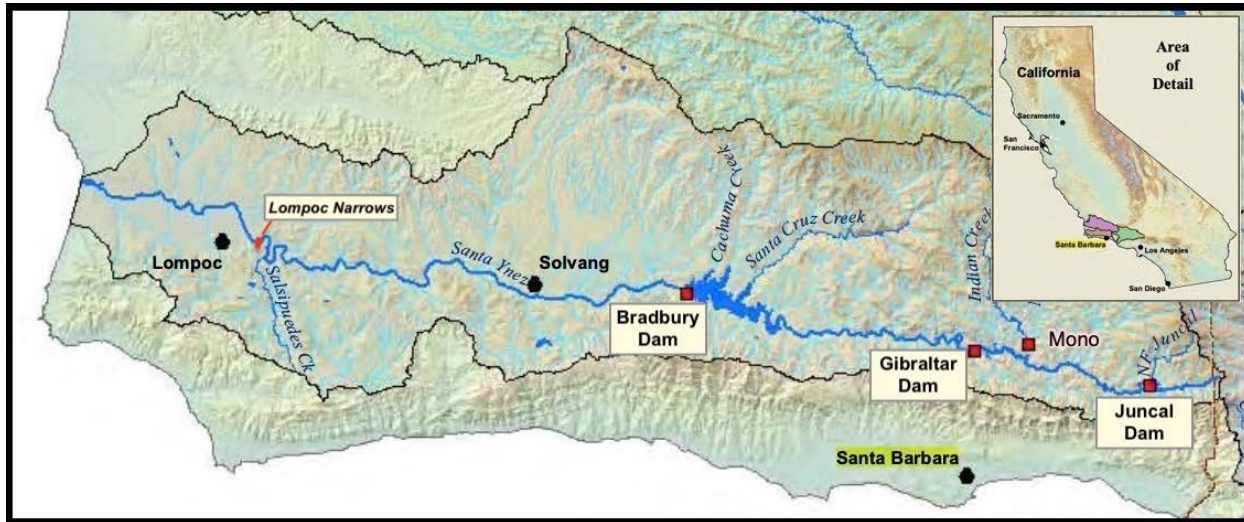 Lompoc Narrows
Lompoc
Salsipuedes Ck
Santa Ynez
Solvang
Bradbury
Dam
Cachuma Creek
Santa Cruz Creek
Indian Creek
Gibraltar
Dam
Mono
N.F. Juncal
Juncal
Dam
Santa Barbara
Area
of
Detail
California
Sacramento
San
Francisco
Santa Barbara
Los Angeles
San Diego